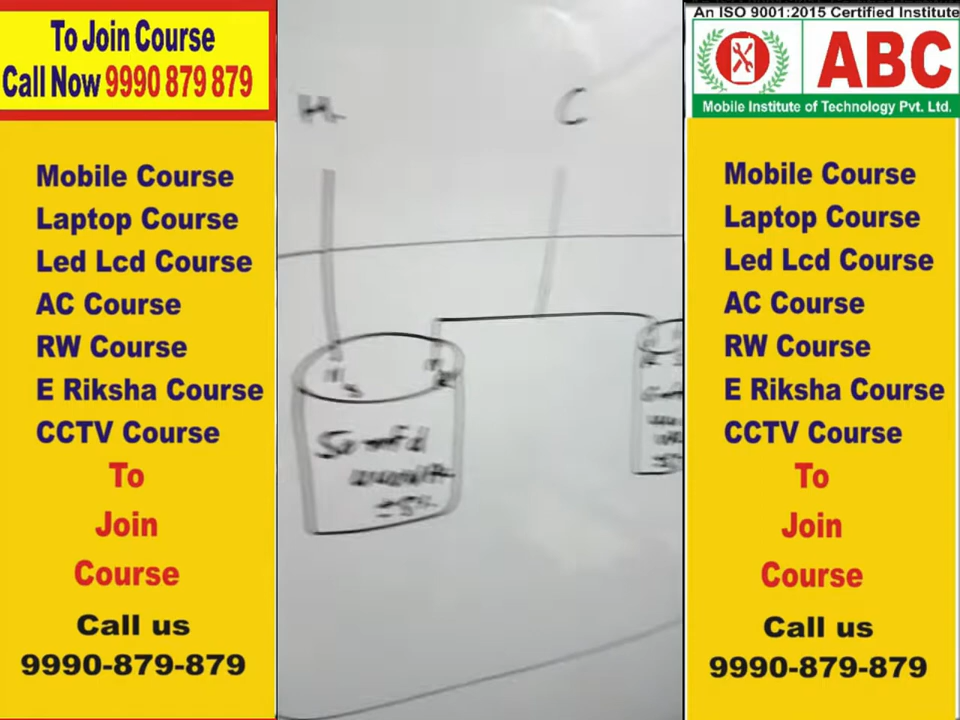 To Join Course
Call Now 9990 879 879
Mobile Course
Laptop Course
Led Lcd Course
AC Course
RW Course
E Riksha Course
CCTV Course
To
Join
Course
Call us
9990-879-879
C
50 mfd
±5%
An ISO 9001:2015 Certified Institute
ABC
Mobile Institute of Technology Pvt. Ltd.
Mobile Course
Laptop Course
Led Lcd Course
AC Course
RW Course
E Riksha Course
CCTV Course
To
Join
Course
Call us
9990-879-879